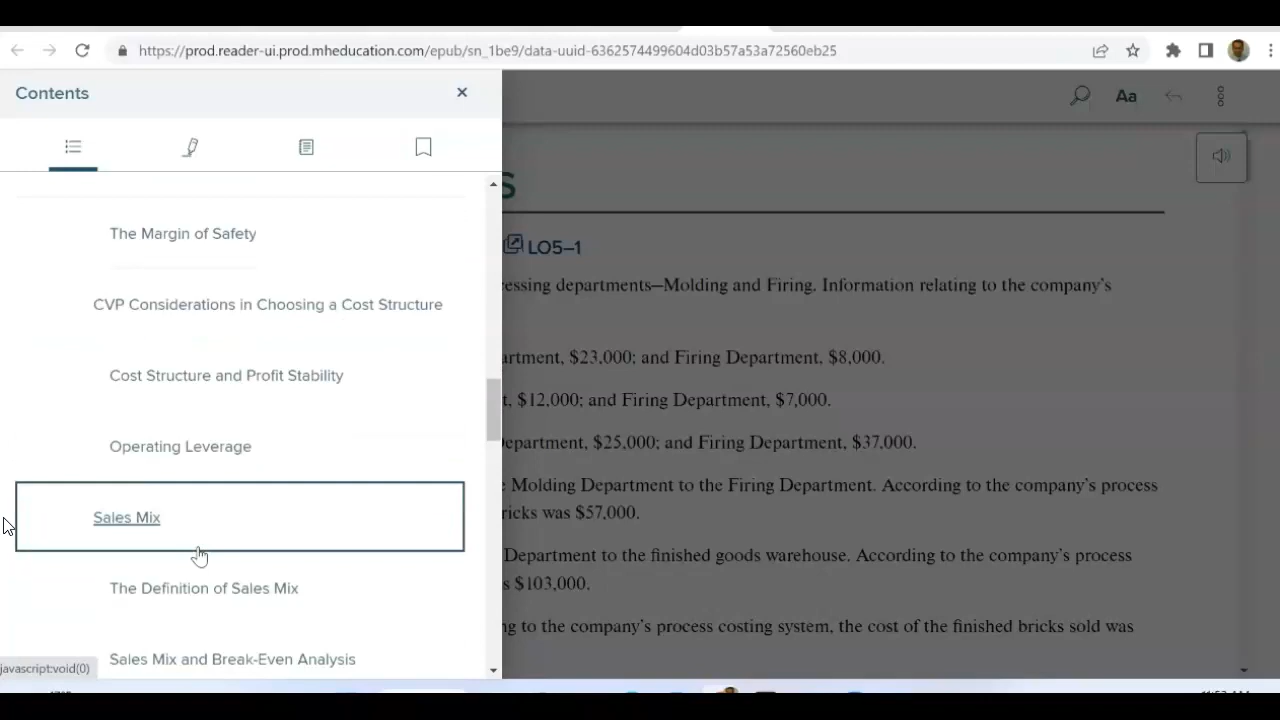 https://prod.reader-ui.prod.mheducation.com/epub/sn_1be9/data-uuid-6362574499604d03b57a53a72560eb25
Contents
Aa
The Margin of Safety
CVP Considerations in Choosing a Cost Structure
Cost Structure and Profit Stability
Operating Leverage
Sales Mix
The Definition of Sales Mix
Sales Mix and Break-Even Analysis
javascript:void(0)
S
LO5–1
essing departments—Molding and Firing. Information relating to the company's
artment, $23,000; and Firing Department, $8,000.
t, $12,000; and Firing Department, $7,000.
Department, $25,000; and Firing Department, $37,000.
e Molding Department to the Firing Department. According to the company's process
ricks was $57,000.
Department to the finished goods warehouse. According to the company's process
s $103,000.
ng to the company's process costing system, the cost of the finished bricks sold was